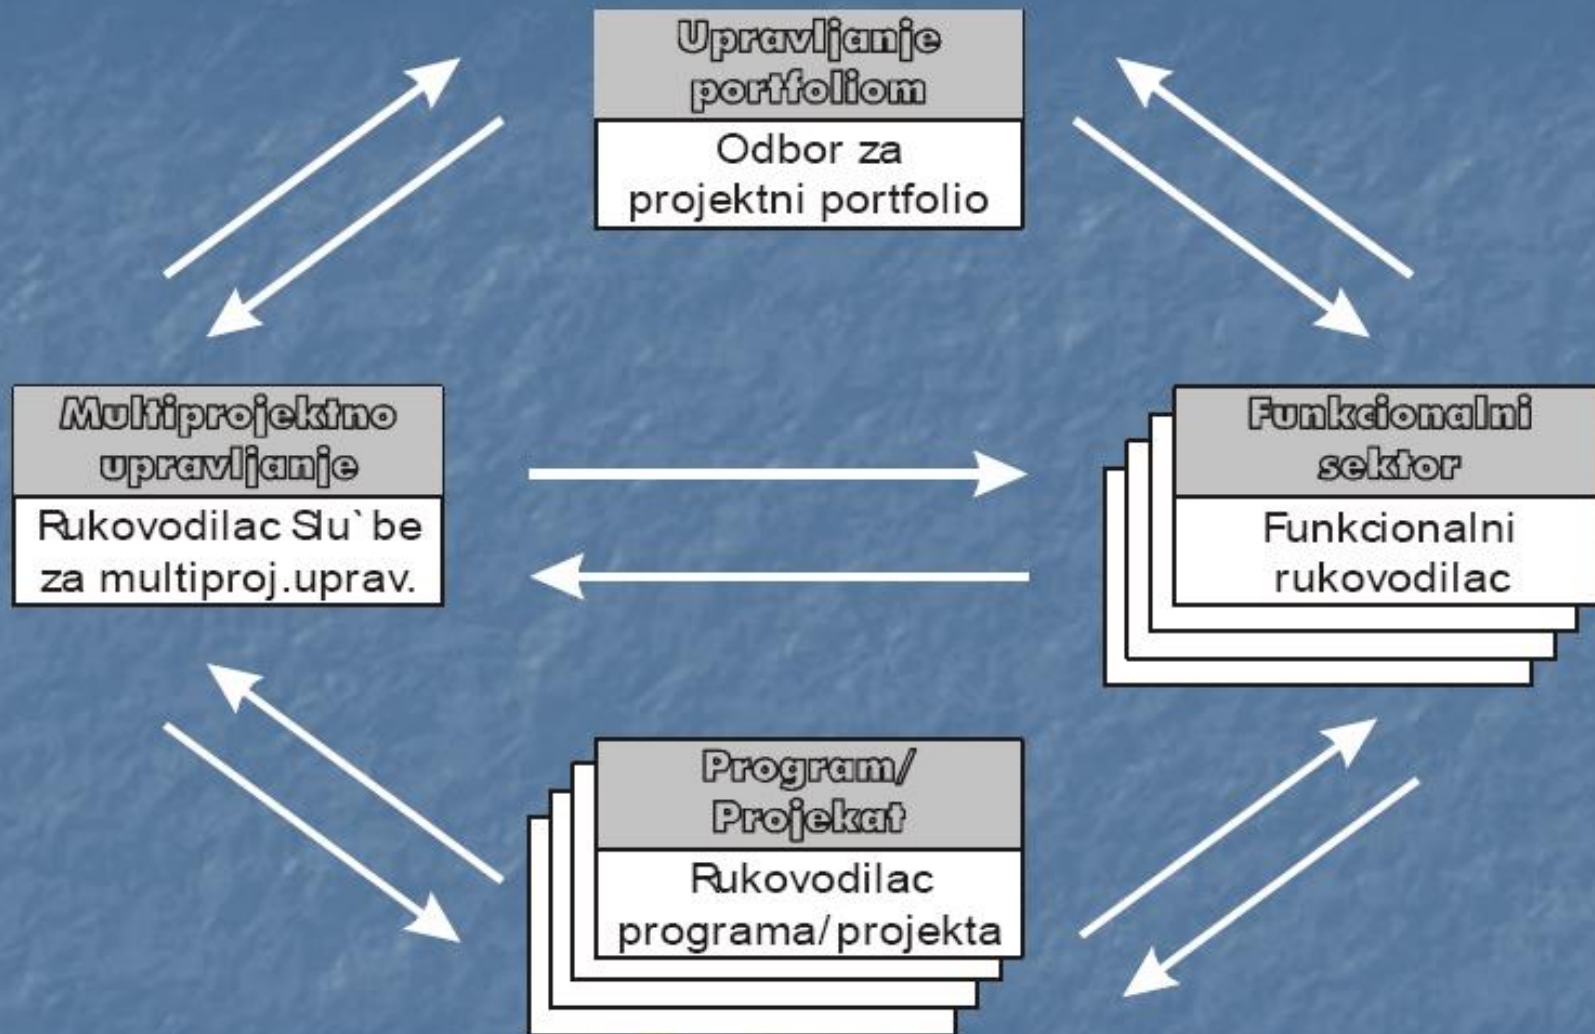 Upravljanje
portfoliom
Odbor za
projektni portfolio
Multiprojektno
upravljanje
Rukovodilac Slu`be
za multiproj.uprav.
Funkcionalni
sektor
Funkcionalni
rukovodilac
Program/
Projekat
Rukovodilac
programa/projekta